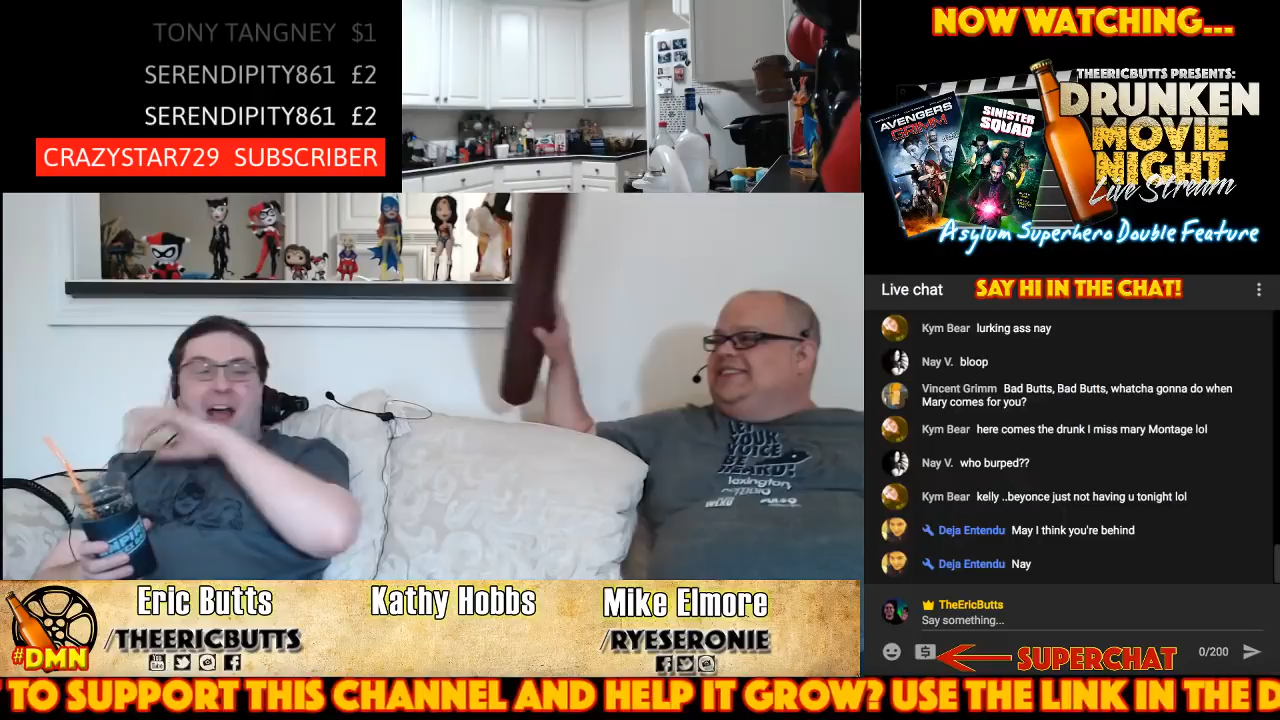 TONY TANGNEY $1
SERENDIPITY861 £2
SERENDIPITY861 £2
CRAZYSTAR729 SUBSCRIBER
NOW WATCHING...
THEERICBUTTS PRESENTS:
DRUNKEN
MOVIE
NIGHT
Live Stream
AVENGERS
GRIMM
SINISTER
SQUAD
Asylum Superhero Double Feature
Live chat
SAY HI IN THE CHAT!
Kym Bear lurking ass nay
Nay V. bloop
Vincent Grimm Bad Butts, Bad Butts, whatcha gonna do when
Mary comes for you?
Kym Bear here comes the drunk I miss mary Montage lol
Nay V. who burped??
Kym Bear kelly ..beyonce just not having u tonight lol
Deja Entendu May I think you're behind
Deja Entendu Nay
TheEricButts
Say something...
SUPERCHAT
0/200
LET
YOUR
VOICE
BE
HEARD!
lexington
Eric Butts
/THEERICBUTTS
Kathy Hobbs
Mike Elmore
/RYESERONIE
#DMN
TO SUPPORT THIS CHANNEL AND HELP IT GROW? USE THE LINK IN THE D